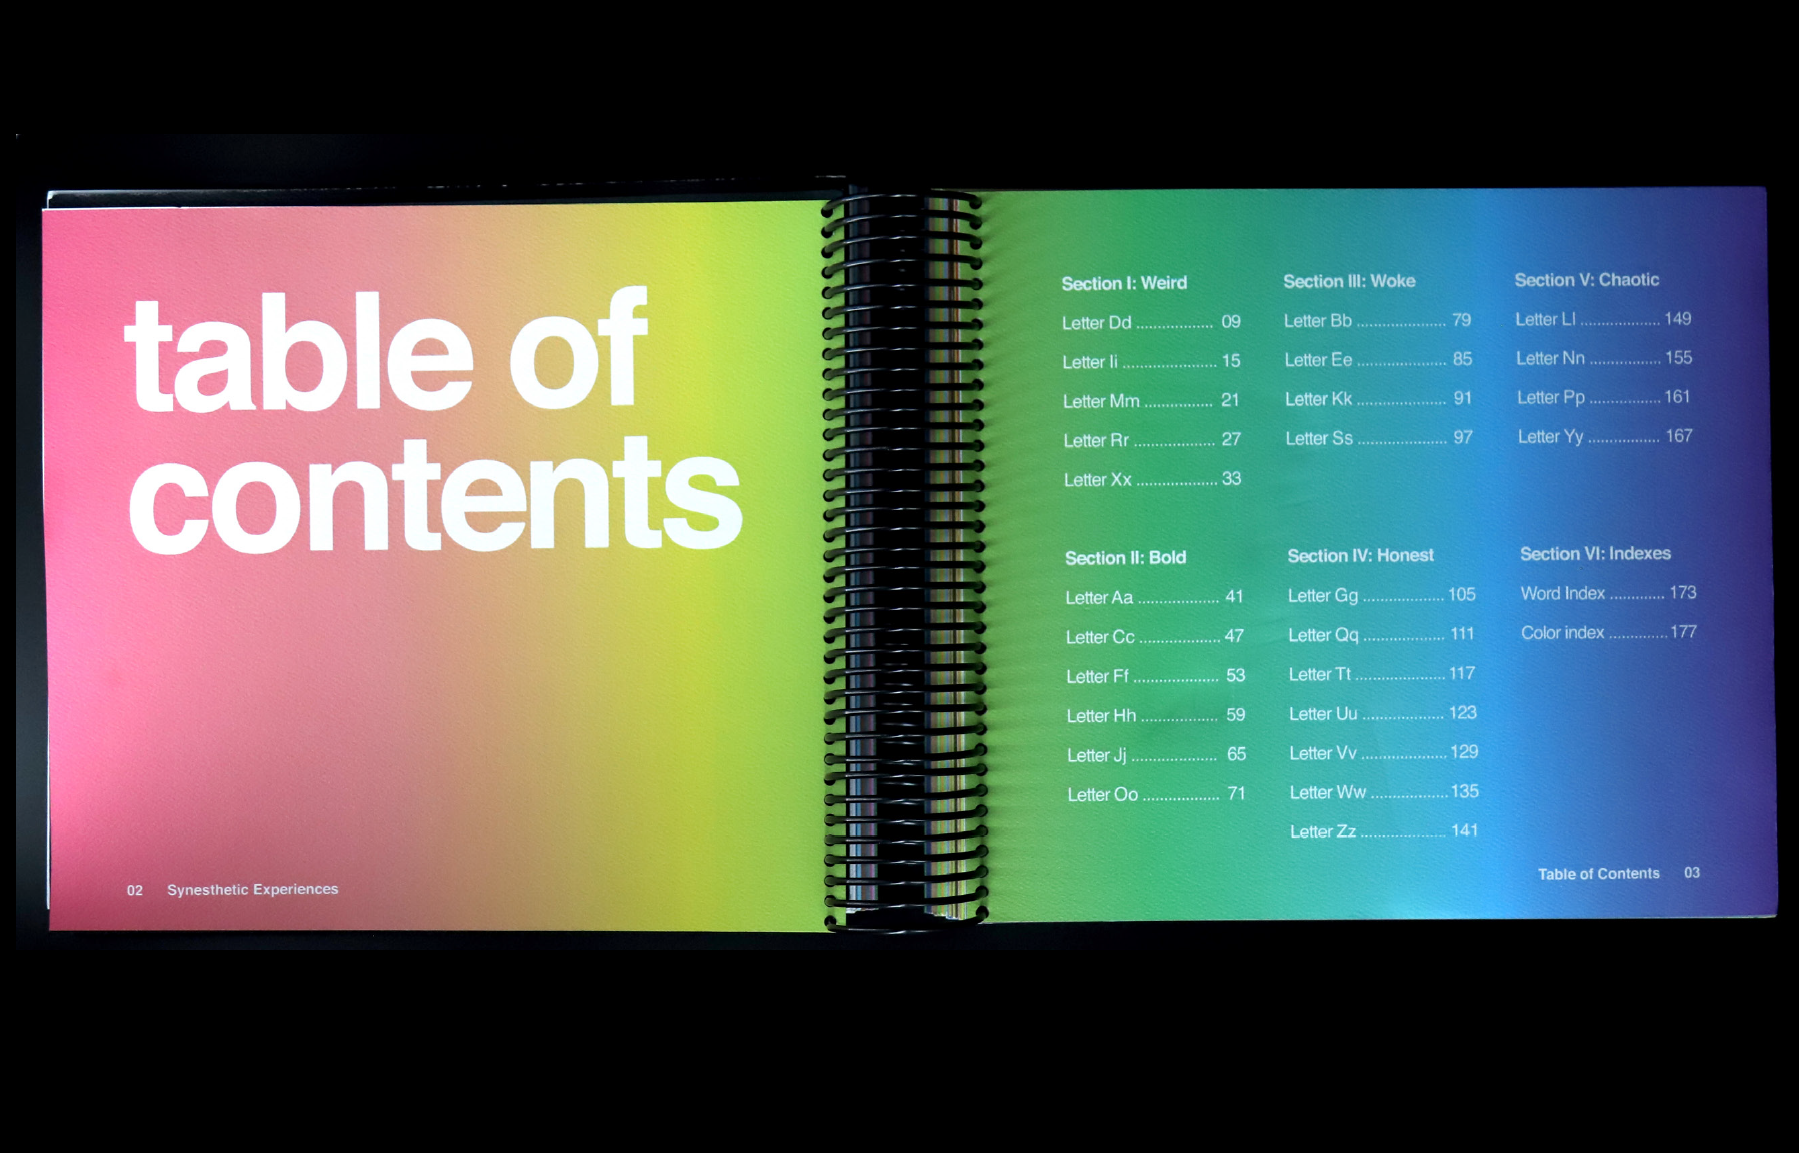 table of
contents
02 Synesthetic Experiences
Section I: Weird
Letter Dd .................. 09
Letter Ii ...................... 15
Letter Mm ................ 21
Letter Rr ................... 27
Letter Xx ................... 33
Section II: Bold
Letter Aa ................... 41
Letter Cc ................... 47
Letter Ff .................... 53
Letter Hh .................. 59
Letter Jj ..................... 65
Letter Oo .................. 71
Section III: Woke
Letter Bb .................... 79
Letter Ee .................... 85
Letter Kk .................... 91
Letter Ss .................... 97
Section IV: Honest
Letter Gg ................... 105
Letter Qq ................... 111
Letter Tt ..................... 117
Letter Uu ................... 123
Letter Vv ................... 129
Letter Ww .................. 135
Letter Zz .................... 141
Section V: Chaotic
Letter Ll ................... 149
Letter Nn ................. 155
Letter Pp ................. 161
Letter Yy ................. 167
Section VI: Indexes
Word Index ............. 173
Color index .............. 177
Table of Contents 03